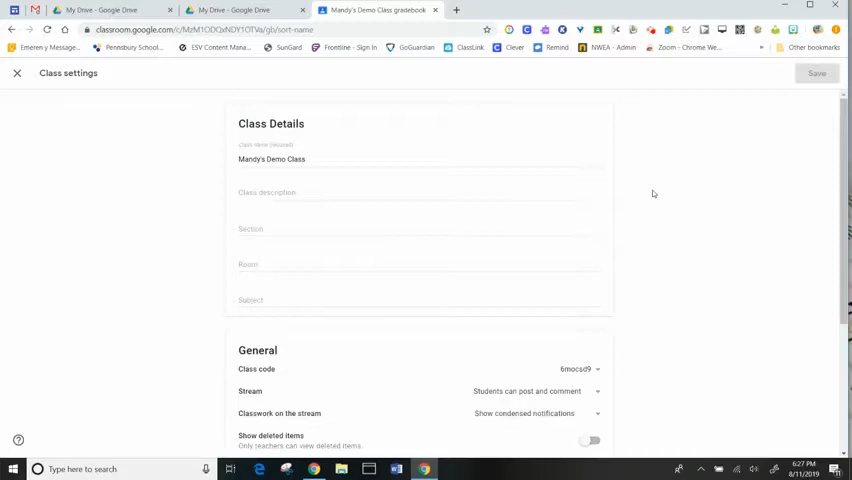 My Drive - Google Drive
My Drive - Google Drive
Mandy's Demo Class gradebook
classroom.google.com/c/MzM1ODQxNDY1OTVa/gb/sort-name
Emeren y Message...
Pennsbury School...
ESV Content Mana...
SunGard
Frontline - Sign In
GoGuardian
ClassLink
Clever
Remind
NWEA - Admin
Zoom - Chrome We...
Other bookmarks
Class settings
Save
Class Details
Class Name (required)
Mandy's Demo Class
Class description
Section
Room
Subject
General
Class code
6mocsd9
Stream
Students can post and comment
Classwork on the stream
Show condensed notifications
Show deleted items
Only teachers can view deleted items.
Type here to search
6:27 PM
8/11/2019